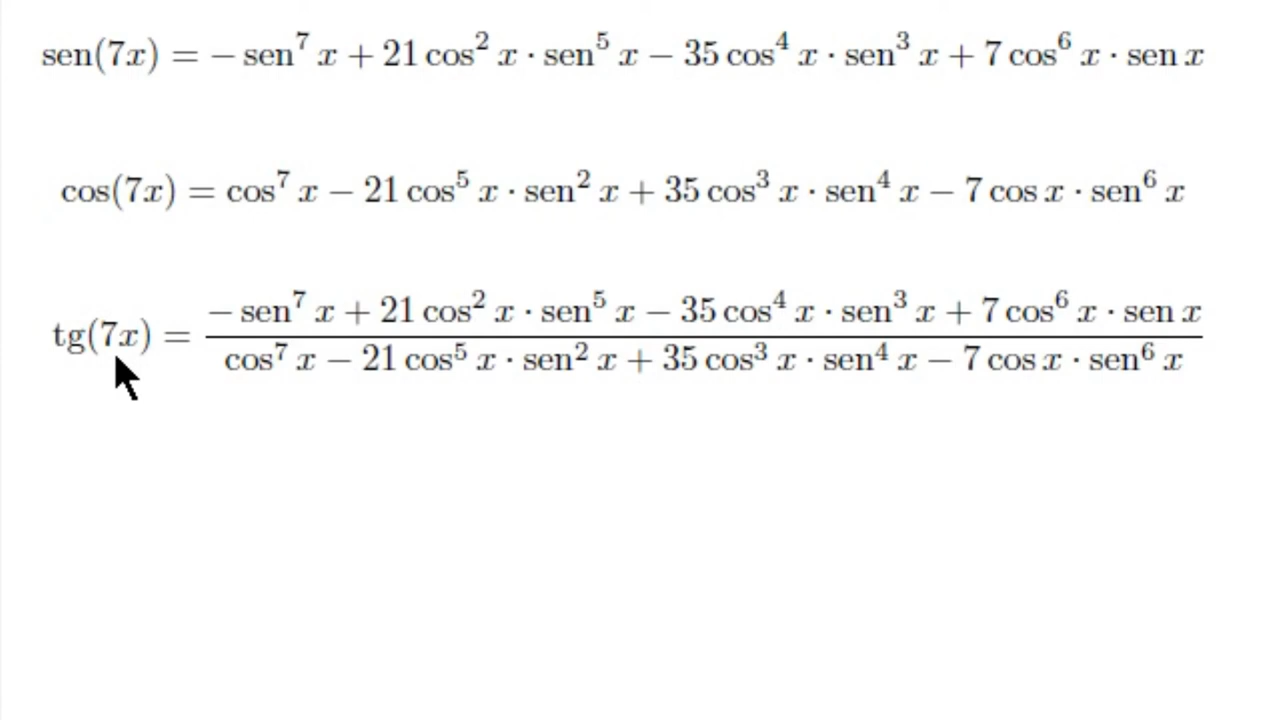 sen(7x) = − sen⁷ x + 21 cos² x · sen⁵ x − 35 cos⁴ x · sen³ x + 7 cos⁶ x · sen x
cos(7x) = cos⁷ x − 21 cos⁵ x · sen² x + 35 cos³ x · sen⁴ x − 7 cos x · sen⁶ x
tg(7x) = (− sen⁷ x + 21 cos² x · sen⁵ x − 35 cos⁴ x · sen³ x + 7 cos⁶ x · sen x) / (cos⁷ x − 21 cos⁵ x · sen² x + 35 cos³ x · sen⁴ x − 7 cos x · sen⁶ x)